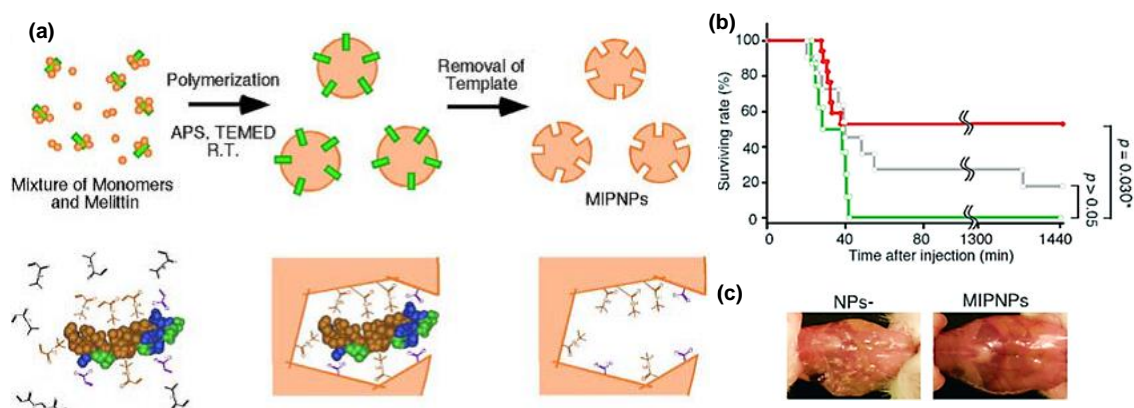 (a)
Polymerization
APS, TEMED
R.T.
Removal of
Template
Mixture of Monomers
and Melittin
MIPNPs
(b)
100
80
60
40
20
0
Surviving rate (%)
0
40
80
1300
1440
Time after injection (min)
p > 0.05
p = 0.030*
(c)
NPs-
MIPNPs